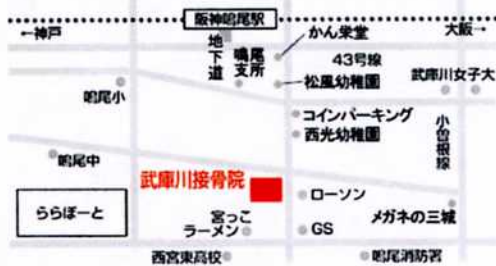 阪神鳴尾駅
←神戸
大阪→
地下道
鳴尾支所
かん栄堂
43号線
松風幼稚園
武庫川女子大
鳴尾小
コインパーキング
西光幼稚園
小曽根線
鳴尾中
武庫川接骨院
ららぽーと
ローソン
メガネの三城
宮っこ
ラーメン
GS
西宮東高校
鳴尾消防署